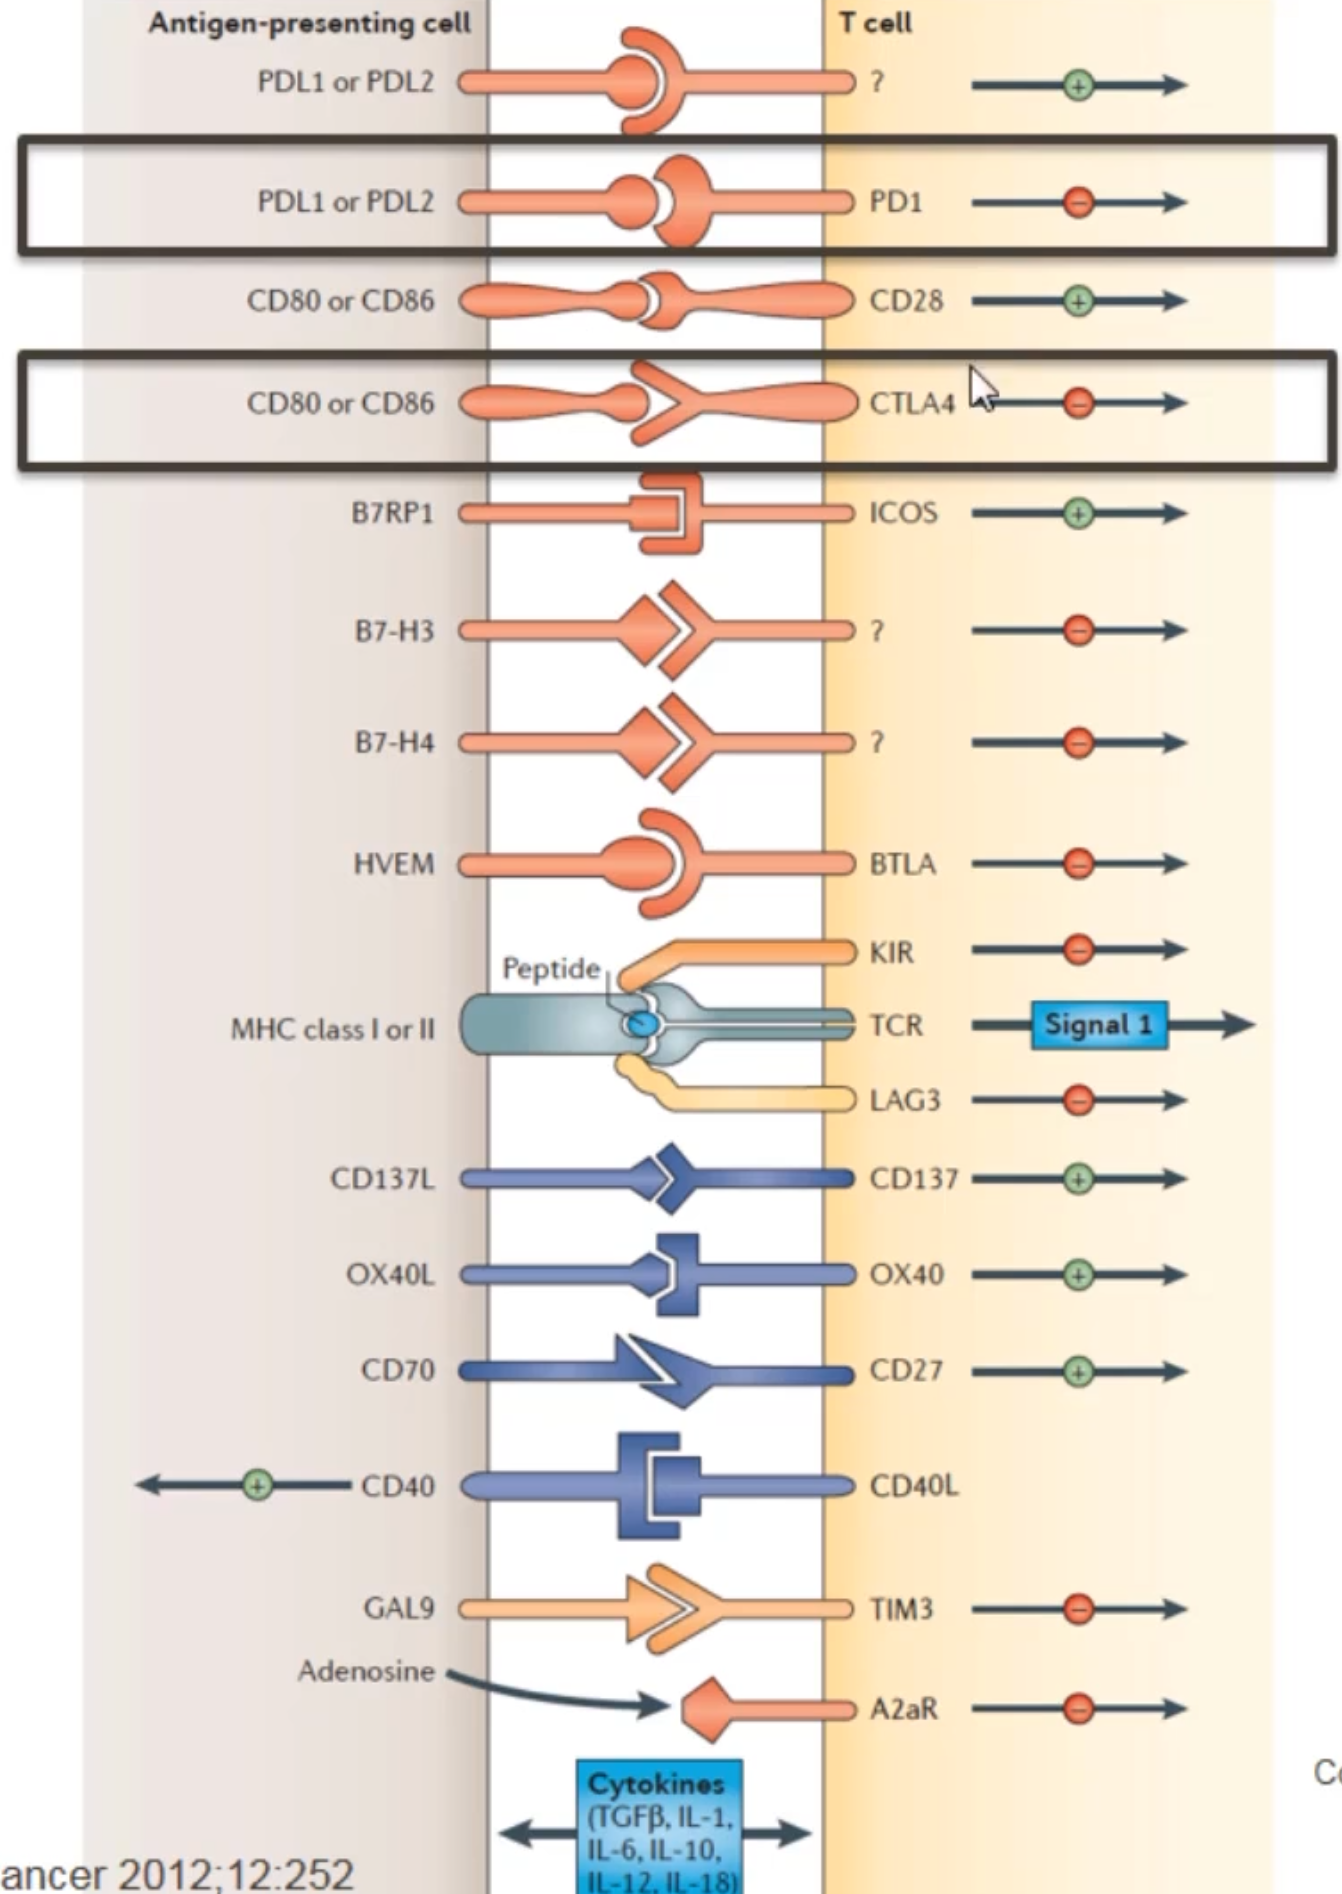 Antigen-presenting cell
T cell
PDL1 or PDL2
?
+
PDL1 or PDL2
PD1
−
CD80 or CD86
CD28
+
CD80 or CD86
CTLA4
−
B7RP1
ICOS
+
B7-H3
?
−
B7-H4
?
−
HVEM
BTLA
−
KIR
−
Peptide
MHC class I or II
TCR
Signal 1
LAG3
−
CD137L
CD137
+
OX40L
OX40
+
CD70
CD27
+
+
CD40
CD40L
GAL9
TIM3
−
Adenosine
A2aR
−
Cytokines
(TGFβ, IL-1,
IL-6, IL-10,
IL-12, IL-18)
ancer 2012;12:252